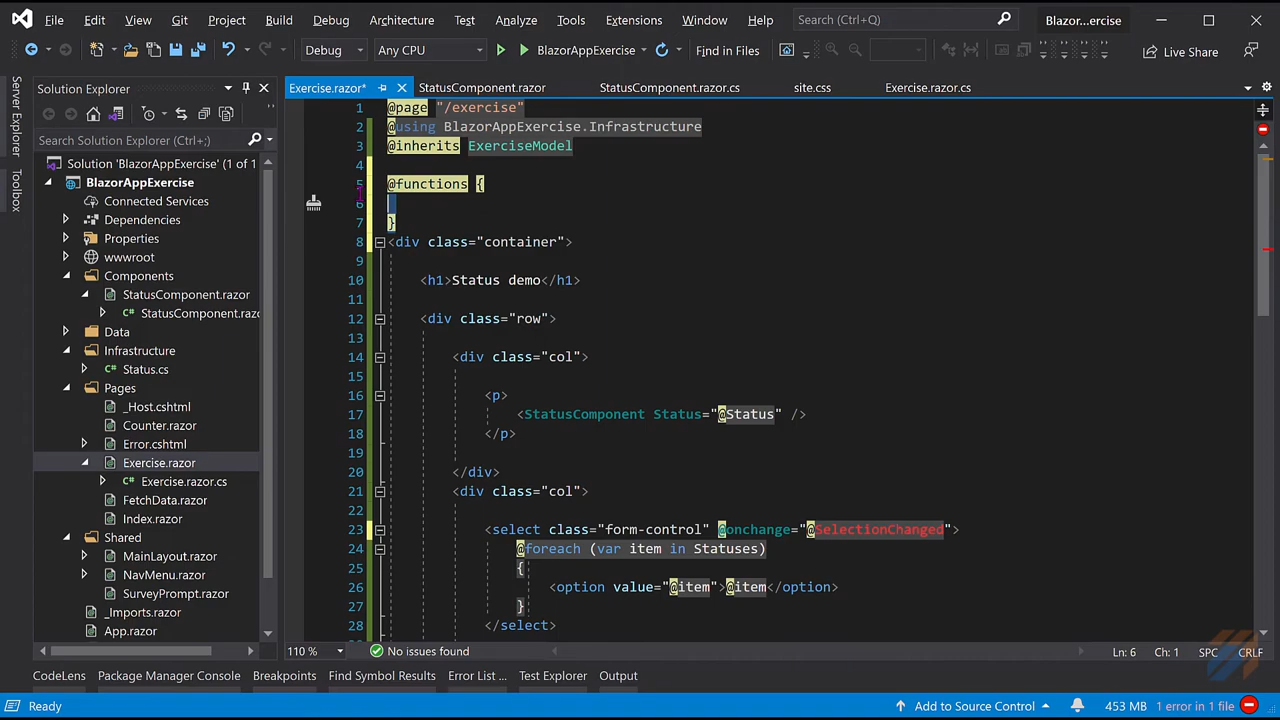 File Edit View Git Project Build Debug Architecture Test Analyze Tools Extensions Window Help Search (Ctrl+Q) Blazor...ercise
Debug Any CPU BlazorAppExercise Find in Files Live Share
Server Explorer
Toolbox
Solution Explorer
Search Solution Explorer (Ctrl+;)
Solution 'BlazorAppExercise' (1 of 1)
BlazorAppExercise
Connected Services
Dependencies
Properties
wwwroot
Components
StatusComponent.razor
StatusComponent.razo
Data
Infrastructure
Status.cs
Pages
_Host.cshtml
Counter.razor
Error.cshtml
Exercise.razor
Exercise.razor.cs
FetchData.razor
Index.razor
Shared
MainLayout.razor
NavMenu.razor
SurveyPrompt.razor
_Imports.razor
App.razor
Exercise.razor* StatusComponent.razor StatusComponent.razor.cs site.css Exercise.razor.cs
1 @page "/exercise"
2 @using BlazorAppExercise.Infrastructure
3 @inherits ExerciseModel
4
5 @functions {
6
7 }
8 <div class="container">
9
10 <h1>Status demo</h1>
11
12 <div class="row">
13
14 <div class="col">
15
16 <p>
17 <StatusComponent Status="@Status" />
18 </p>
19
20 </div>
21 <div class="col">
22
23 <select class="form-control" @onchange="@SelectionChanged">
24 @foreach (var item in Statuses)
25 {
26 <option value="@item">@item</option>
27 }
28 </select>
110 % No issues found Ln: 6 Ch: 1 SPC CRLF
CodeLens Package Manager Console Breakpoints Find Symbol Results Error List ... Test Explorer Output
Ready Add to Source Control 453 MB 1 error in 1 file